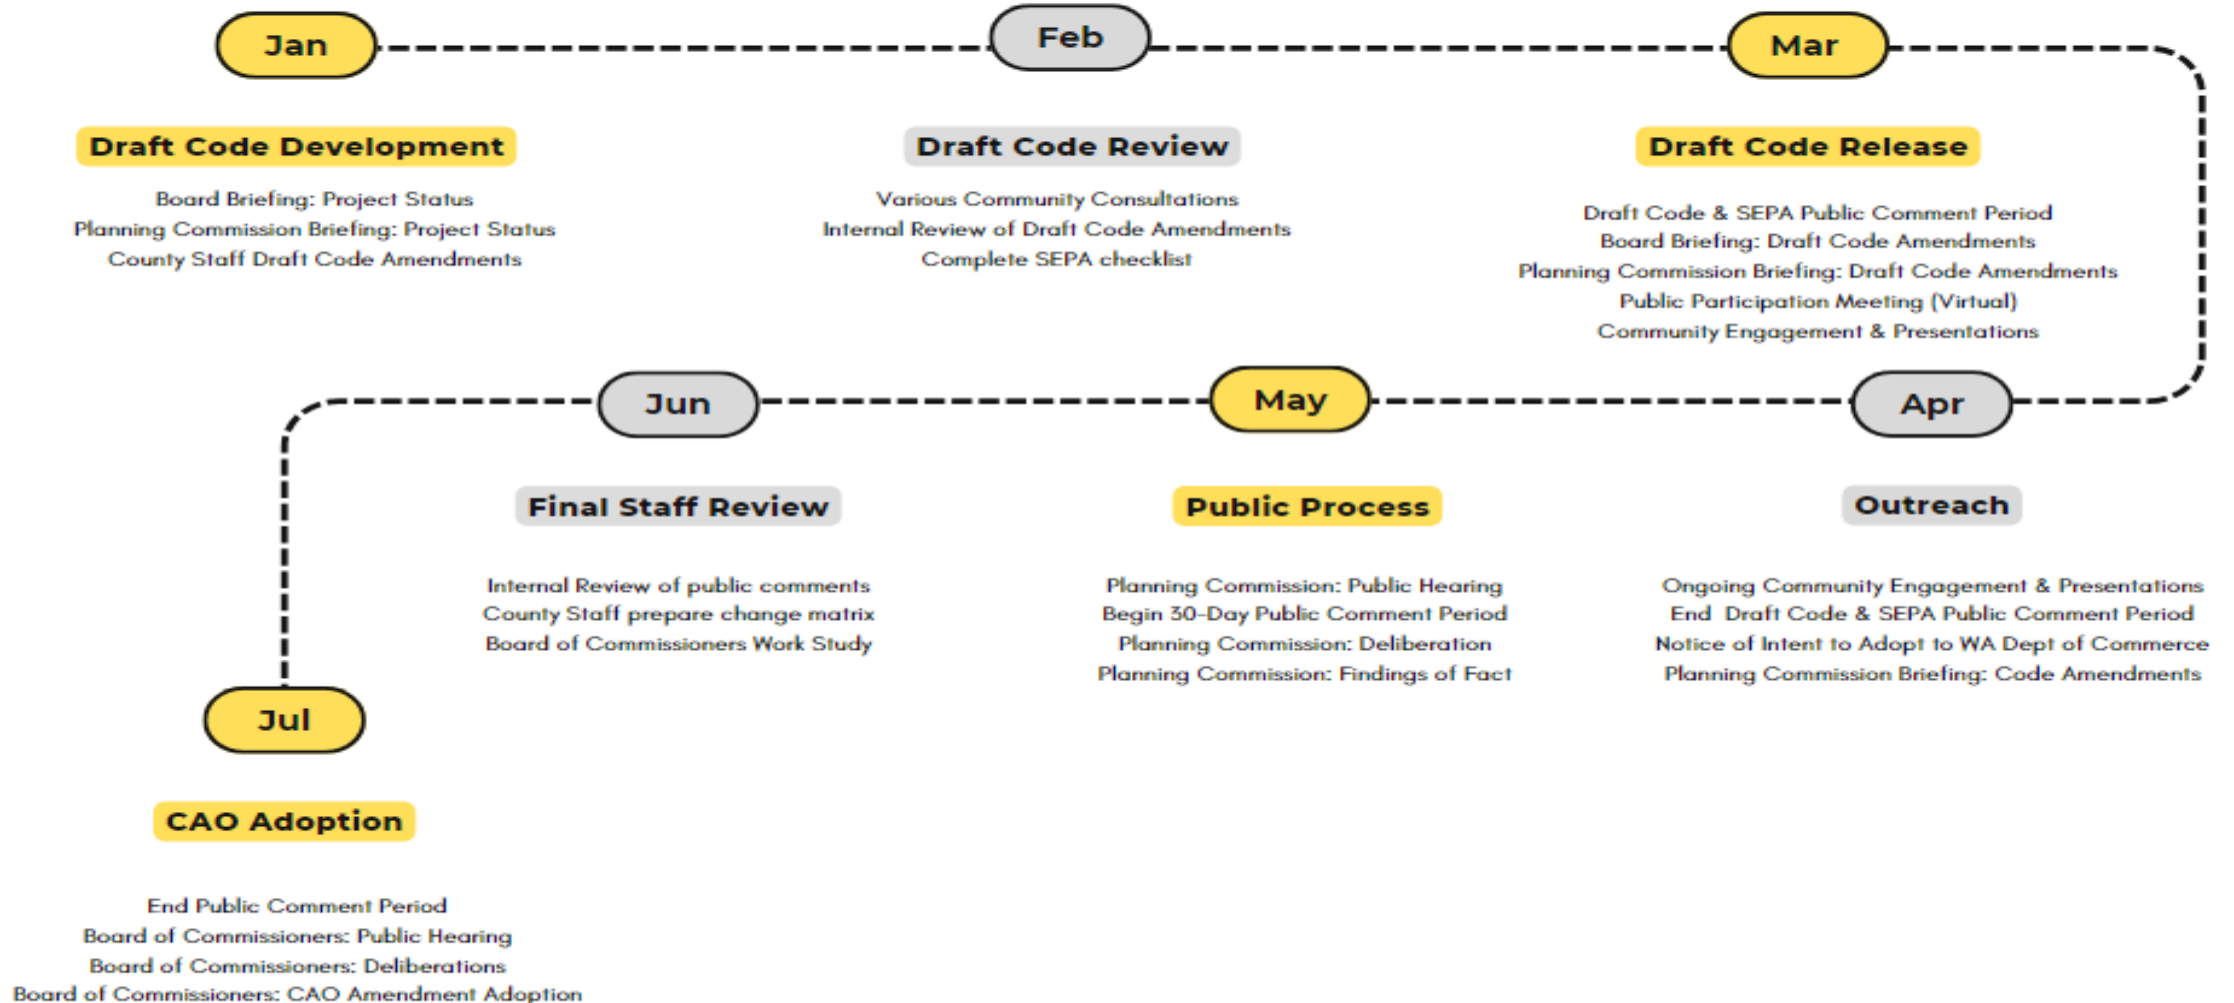 Jan
Feb
Mar
Draft Code Development
Board Briefing: Project Status
Planning Commission Briefing: Project Status
County Staff Draft Code Amendments
Draft Code Review
Various Community Consultations
Internal Review of Draft Code Amendments
Complete SEPA checklist
Draft Code Release
Draft Code & SEPA Public Comment Period
Board Briefing: Draft Code Amendments
Planning Commission Briefing: Draft Code Amendments
Public Participation Meeting (Virtual)
Community Engagement & Presentations
Apr
Outreach
Ongoing Community Engagement & Presentations
End Draft Code & SEPA Public Comment Period
Notice of Intent to Adopt to WA Dept of Commerce
Planning Commission Briefing: Code Amendments
May
Public Process
Planning Commission: Public Hearing
Begin 30-Day Public Comment Period
Planning Commission: Deliberation
Planning Commission: Findings of Fact
Jun
Final Staff Review
Internal Review of public comments
County Staff prepare change matrix
Board of Commissioners Work Study
Jul
CAO Adoption
End Public Comment Period
Board of Commissioners: Public Hearing
Board of Commissioners: Deliberations
Board of Commissioners: CAO Amendment Adoption